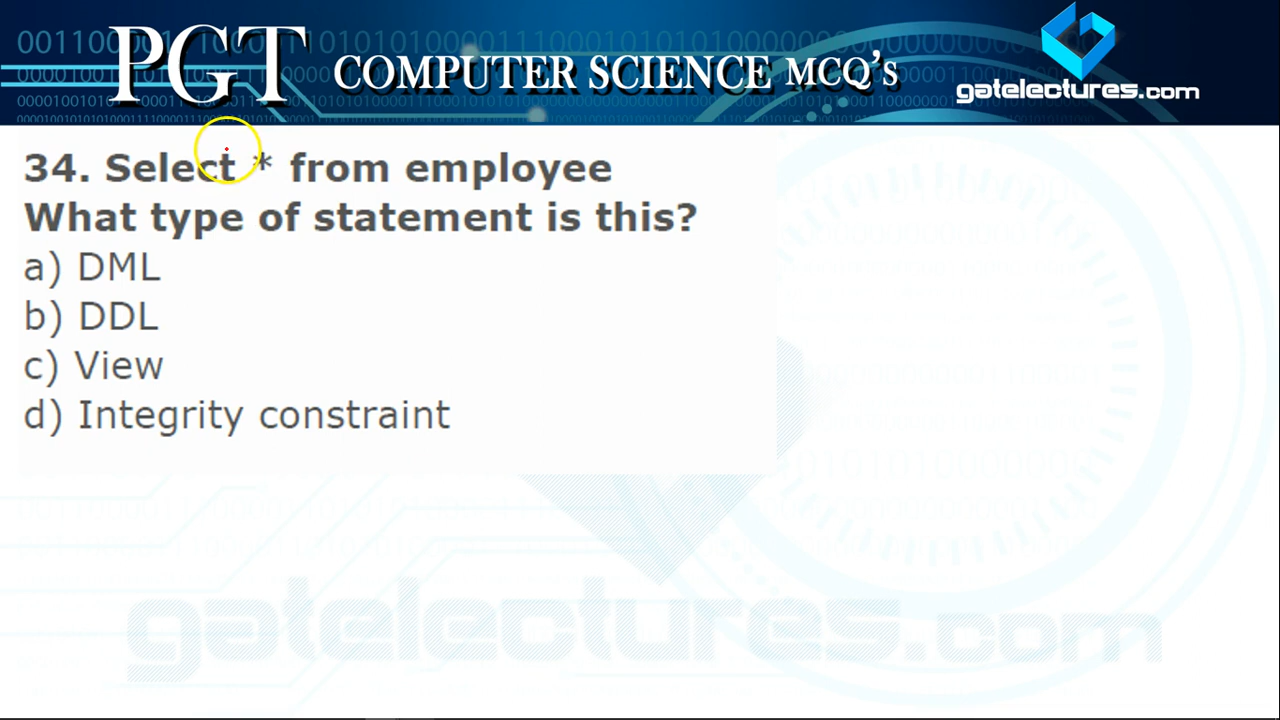 PGT COMPUTER SCIENCE MCQ's
gatelectures.com
34. Select * from employee
What type of statement is this?
a) DML
b) DDL
c) View
d) Integrity constraint
gatelectures.com